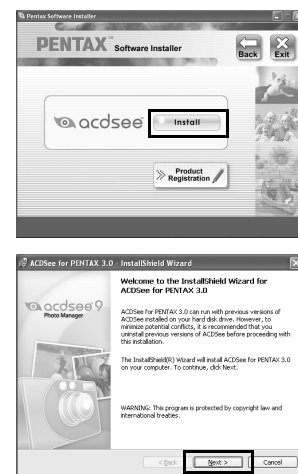 Pentax Software Installer
PENTAX Software Installer
Back Exit
acdsee Install
Product
Registration
ACDSee for PENTAX 3.0 - InstallShield Wizard
Welcome to the InstallShield Wizard for
ACDSee for PENTAX 3.0
acdsee 9
Photo Manager
ACDSee for PENTAX 3.0 can run with previous versions of
ACDSee installed on your hard disk drive. However, to
minimize potential conflicts, it is recommended that you
uninstall previous versions of ACDSee before proceeding with
this installation.
The InstallShield(R) Wizard will install ACDSee for PENTAX 3.0
on your computer. To continue, click Next.
WARNING: This program is protected by copyright law and
international treaties.
< Back Next > Cancel